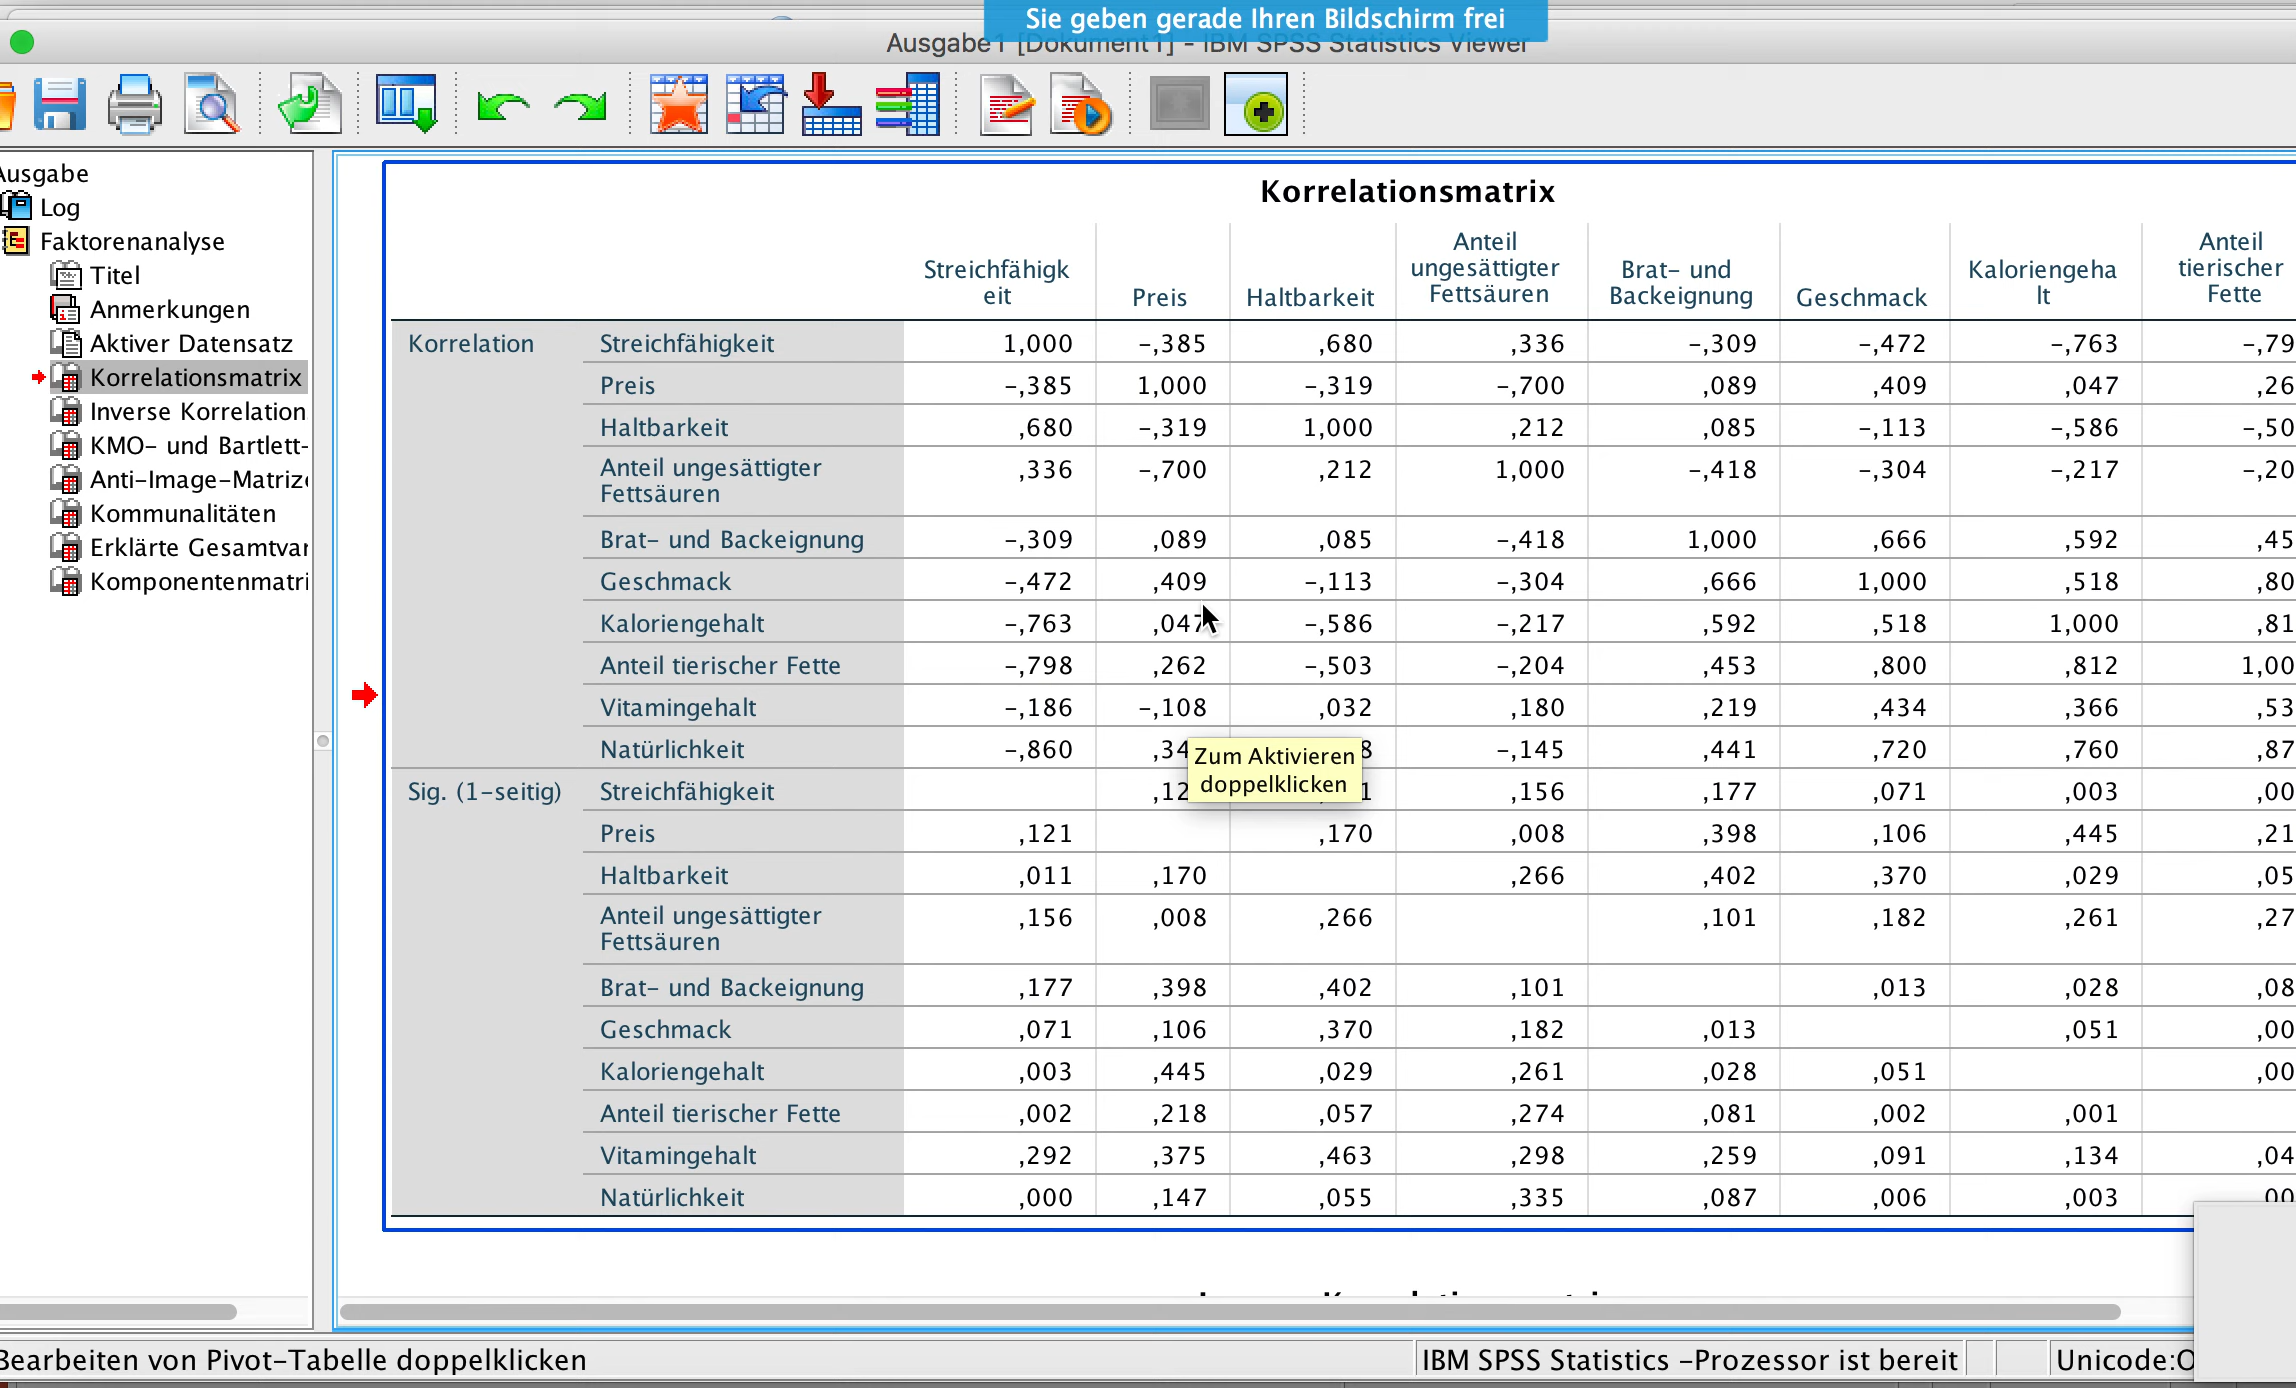 Sie geben gerade Ihren Bildschirm frei
Ausgabe1 [Dokument1] - IBM SPSS Statistics Viewer
Ausgabe
Log
Faktorenanalyse
Titel
Anmerkungen
Aktiver Datensatz
Korrelationsmatrix
Inverse Korrelation
KMO- und Bartlett-
Anti-Image-Matriz
Kommunalitäten
Erklärte Gesamtvar
Komponentenmatri
Korrelationsmatrix
Streichfähigk eit Preis Haltbarkeit Anteil ungesättigter Fettsäuren Brat- und Backeignung Geschmack Kaloriengeha lt Anteil tierischer Fette
Korrelation Streichfähigkeit 1,000 -,385 ,680 ,336 -,309 -,472 -,763 -,79
Preis -,385 1,000 -,319 -,700 ,089 ,409 ,047 ,26
Haltbarkeit ,680 -,319 1,000 ,212 ,085 -,113 -,586 -,50
Anteil ungesättigter Fettsäuren ,336 -,700 ,212 1,000 -,418 -,304 -,217 -,20
Brat- und Backeignung -,309 ,089 ,085 -,418 1,000 ,666 ,592 ,45
Geschmack -,472 ,409 -,113 -,304 ,666 1,000 ,518 ,80
Kaloriengehalt -,763 ,047 -,586 -,217 ,592 ,518 1,000 ,81
Anteil tierischer Fette -,798 ,262 -,503 -,204 ,453 ,800 ,812 1,00
Vitamingehalt -,186 -,108 ,032 ,180 ,219 ,434 ,366 ,53
Natürlichkeit -,860 ,34 8 -,145 ,441 ,720 ,760 ,87
Zum Aktivieren
doppelklicken
Sig. (1-seitig) Streichfähigkeit ,12 1 ,156 ,177 ,071 ,003 ,00
Preis ,121 ,170 ,008 ,398 ,106 ,445 ,21
Haltbarkeit ,011 ,170 ,266 ,402 ,370 ,029 ,05
Anteil ungesättigter Fettsäuren ,156 ,008 ,266 ,101 ,182 ,261 ,27
Brat- und Backeignung ,177 ,398 ,402 ,101 ,013 ,028 ,08
Geschmack ,071 ,106 ,370 ,182 ,013 ,051 ,00
Kaloriengehalt ,003 ,445 ,029 ,261 ,028 ,051 ,00
Anteil tierischer Fette ,002 ,218 ,057 ,274 ,081 ,002 ,001
Vitamingehalt ,292 ,375 ,463 ,298 ,259 ,091 ,134 ,04
Natürlichkeit ,000 ,147 ,055 ,335 ,087 ,006 ,003 ,00
Bearbeiten von Pivot-Tabelle doppelklicken
IBM SPSS Statistics -Prozessor ist bereit
Unicode:O